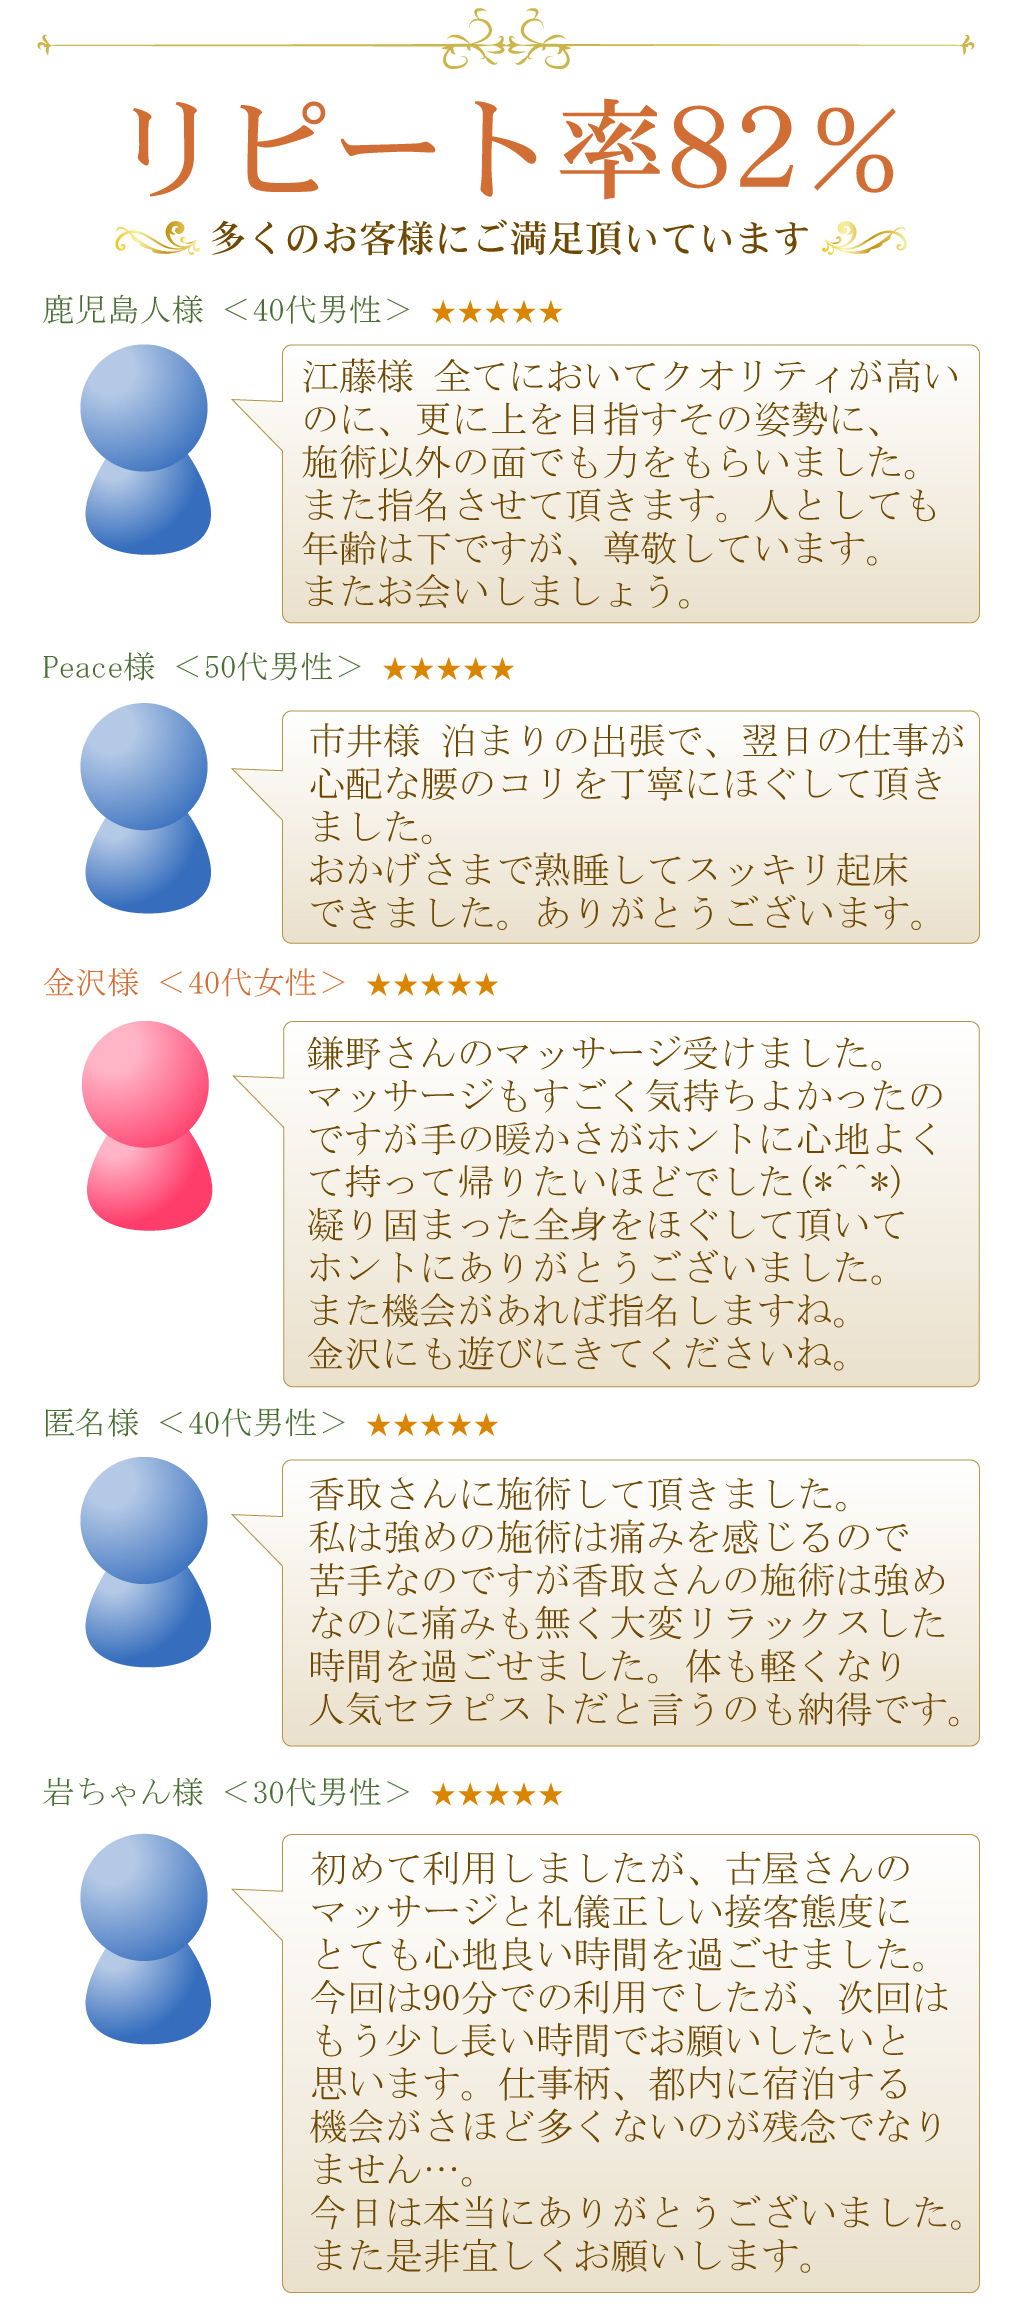 リピート率82％
多くのお客様にご満足頂いています
鹿児島人様 ＜40代男性＞ ★★★★★
江藤様 全てにおいてクオリティが高い
のに、更に上を目指すその姿勢に、
施術以外の面でも力をもらいました。
また指名させて頂きます。人としても
年齢は下ですが、尊敬しています。
またお会いしましょう。
Peace様 ＜50代男性＞ ★★★★★
市井様 泊まりの出張で、翌日の仕事が
心配な腰のコリを丁寧にほぐして頂き
ました。
おかげさまで熟睡してスッキリ起床
できました。ありがとうございます。
金沢様 ＜40代女性＞ ★★★★★
鎌野さんのマッサージ受けました。
マッサージもすごく気持ちよかったの
ですが手の暖かさがホントに心地よく
て持って帰りたいほどでした(*^^*)
凝り固まった全身をほぐして頂いて
ホントにありがとうございました。
また機会があれば指名しますね。
金沢にも遊びにきてくださいね。
匿名様 ＜40代男性＞ ★★★★★
香取さんに施術して頂きました。
私は強めの施術は痛みを感じるので
苦手なのですが香取さんの施術は強め
なのに痛みも無く大変リラックスした
時間を過ごせました。体も軽くなり
人気セラピストだと言うのも納得です。
岩ちゃん様 ＜30代男性＞ ★★★★★
初めて利用しましたが、古屋さんの
マッサージと礼儀正しい接客態度に
とても心地良い時間を過ごせました。
今回は90分での利用でしたが、次回は
もう少し長い時間でお願いしたいと
思います。仕事柄、都内に宿泊する
機会がさほど多くないのが残念でなり
ません…。
今日は本当にありがとうございました。
また是非宜しくお願いします。